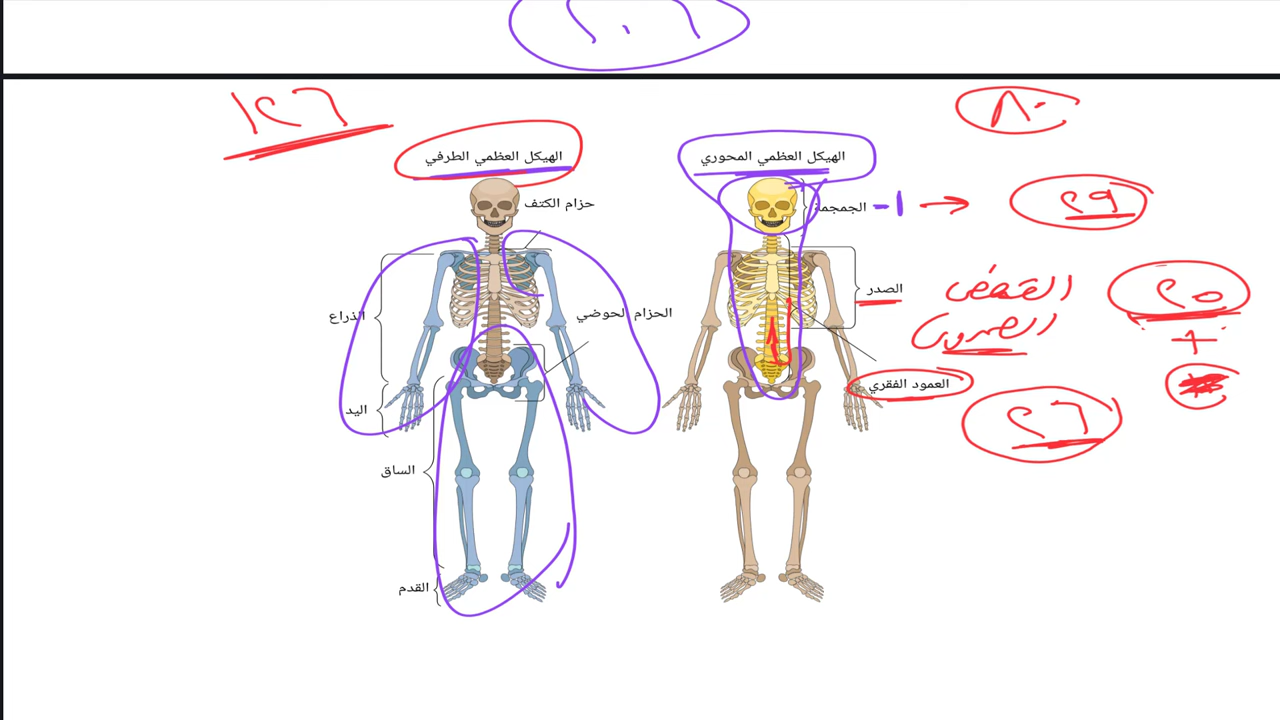 ٢٠٦
١٢٦
٨٠
الهيكل العظمي الطرفي
الهيكل العظمي المحوري
حزام الكتف
الجمجمة
-١ → ٢٩
الصدر
القفص
الصدري
٢٥
+
الذراع
الحزام الحوضي
العمود الفقري
٢٦
اليد
الساق
القدم